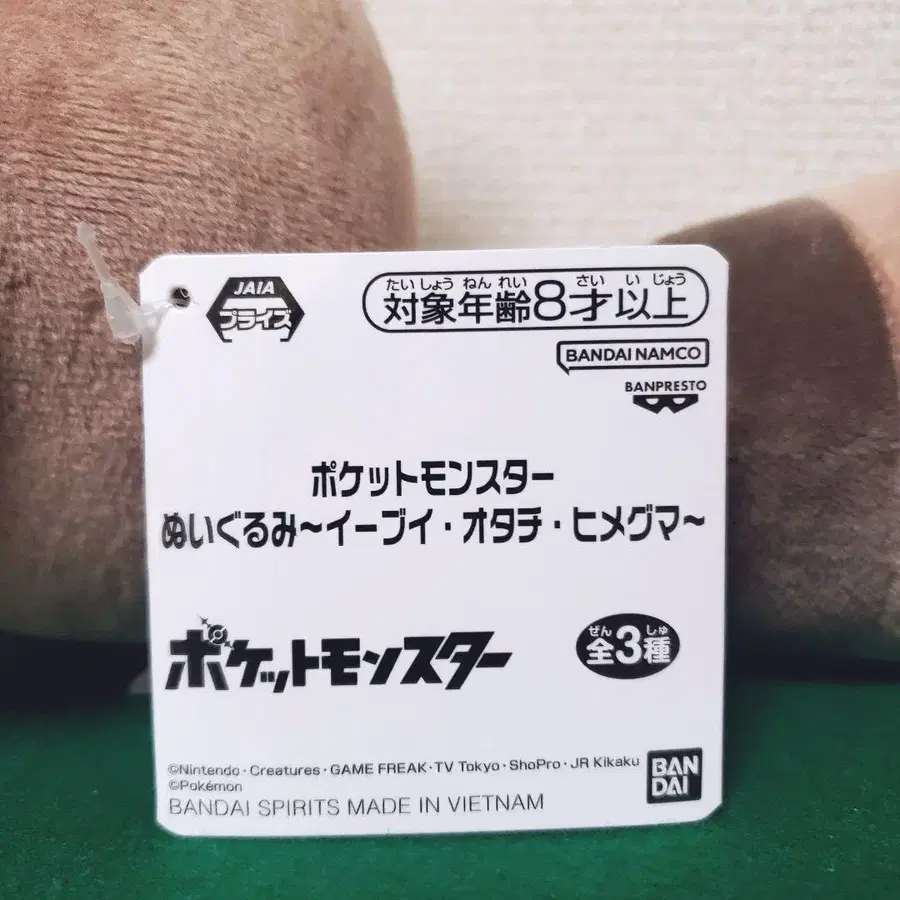 JAIA
プライズ
たいしょうねんれい さいいじょう
対象年齢8才以上
BANDAI NAMCO
BANPRESTO
ポケットモンスター
ぬいぐるみ~イーブイ・オタチ・ヒメグマ~
ポケットモンスター
ぜん しゅ
全3種
©Nintendo・Creatures・GAME FREAK・TV Tokyo・ShoPro・JR Kikaku
©Pokémon
BANDAI SPIRITS MADE IN VIETNAM
BAN
DAI